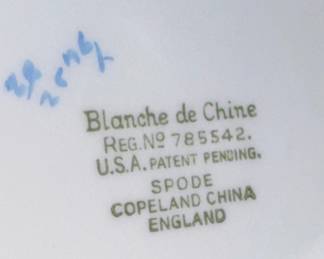 Blanche de Chine
REG. Nº 785542.
U.S.A. PATENT PENDING.
SPODE
COPELAND CHINA
ENGLAND